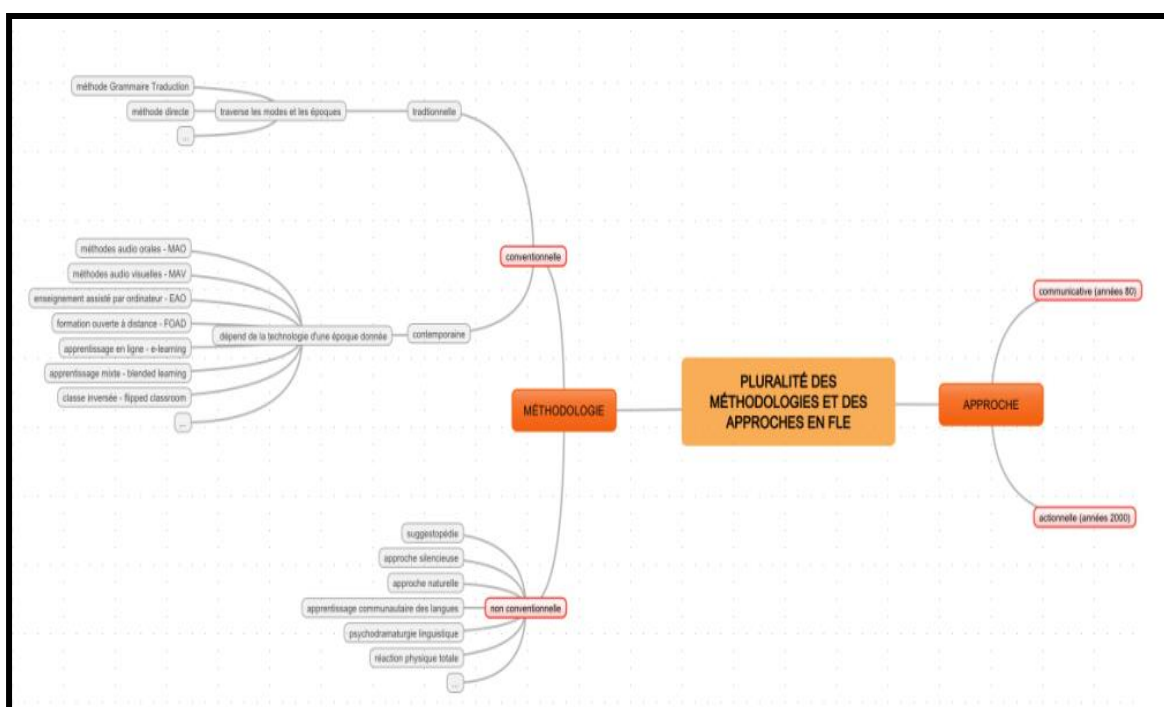 méthode Grammaire Traduction
méthode directe
...
traverse les modes et les époques
tradtionnelle
méthodes audio orales - MAO
méthodes audio visuelles - MAV
enseignement assisté par ordinateur - EAO
formation ouverte à distance - FOAD
apprentissage en ligne - e-learning
apprentissage mixte - blended learning
classe inversée - flipped classroom
...
dépend de la technologie d'une époque donnée
contemporaine
conventionnelle
suggestopédie
approche silencieuse
approche naturelle
apprentissage communautaire des langues
psychodramaturgie linguistique
réaction physique totale
...
non conventionnelle
MÉTHODOLOGIE
PLURALITÉ DES
MÉTHODOLOGIES ET DES
APPROCHES EN FLE
APPROCHE
communicative (années 80)
actionnelle (années 2000)